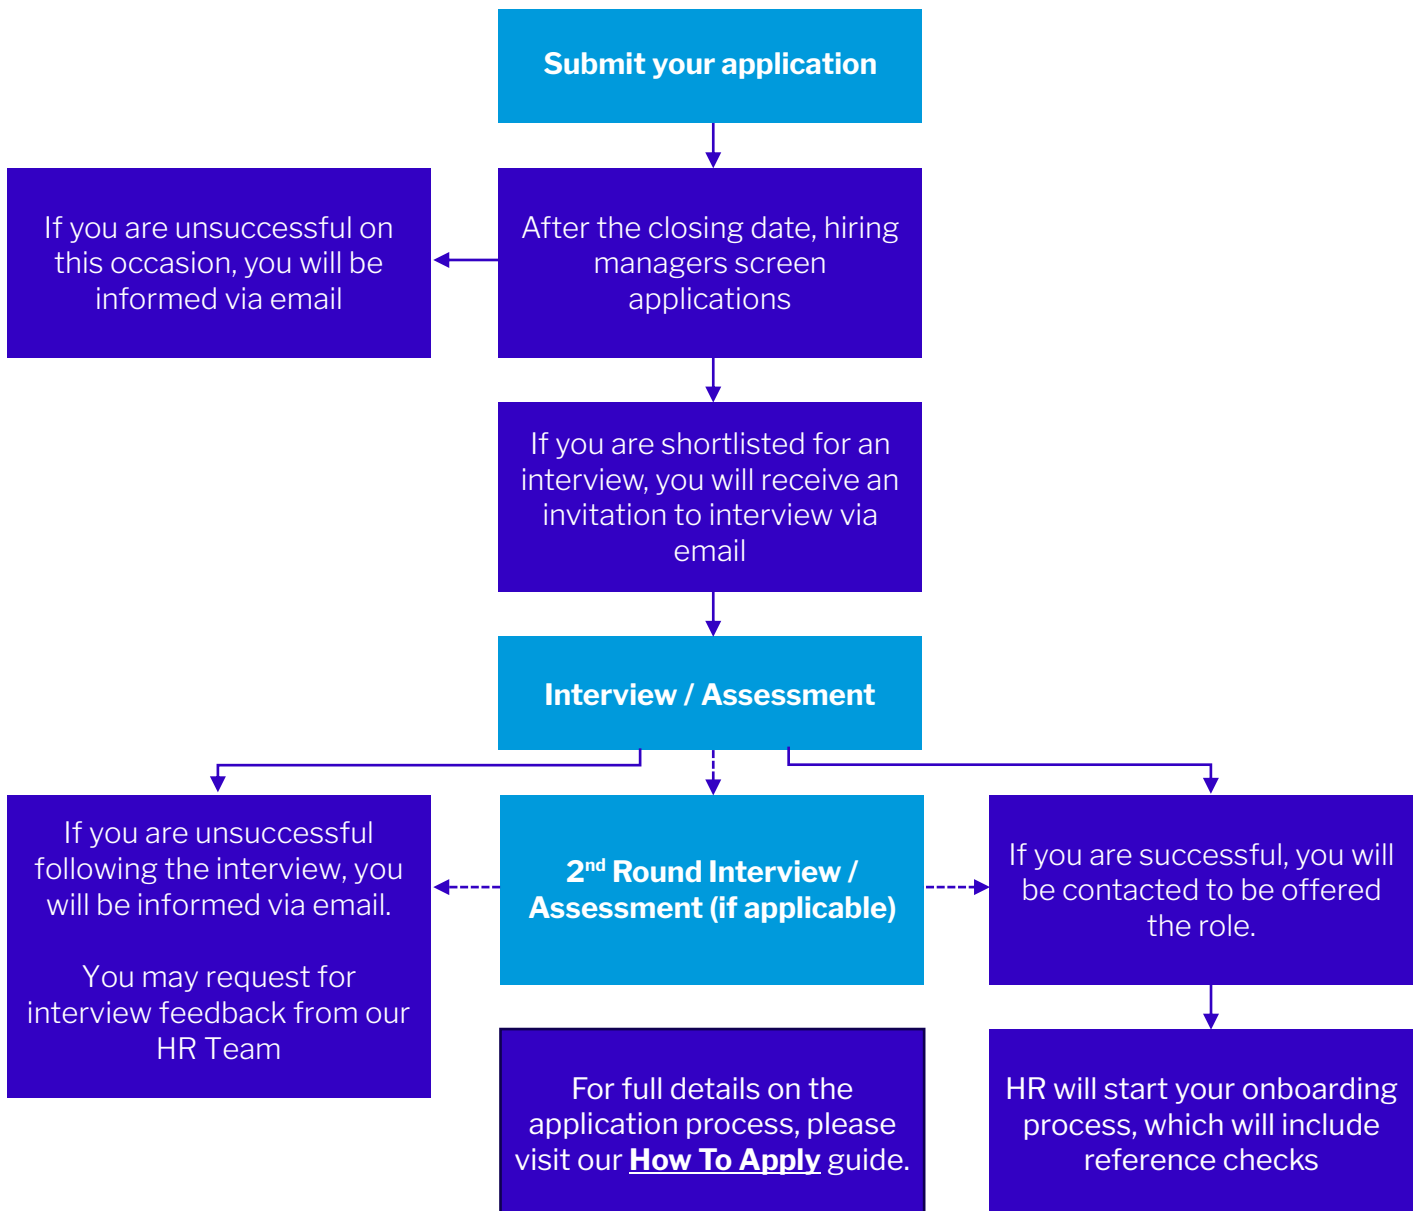 Submit your application
If you are unsuccessful on
this occasion, you will be
informed via email
After the closing date, hiring
managers screen
applications
If you are shortlisted for an
interview, you will receive an
invitation to interview via
email
Interview / Assessment
If you are unsuccessful
following the interview, you
will be informed via email.
You may request for
interview feedback from our
HR Team
2nd Round Interview /
Assessment (if applicable)
If you are successful, you will
be contacted to be offered
the role.
For full details on the
application process, please
visit our How To Apply guide.
HR will start your onboarding
process, which will include
reference checks